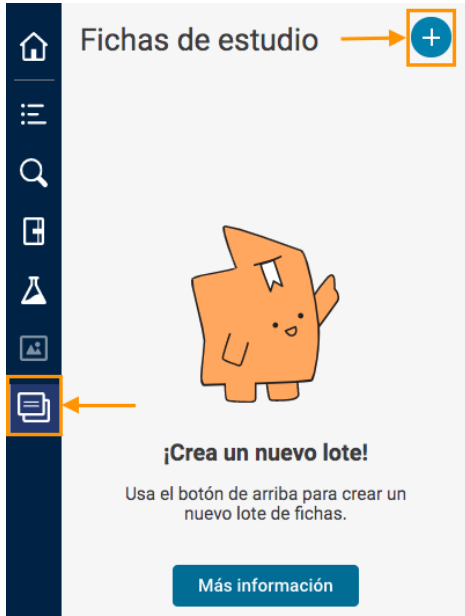 Fichas de estudio
¡Crea un nuevo lote!
Usa el botón de arriba para crear un
nuevo lote de fichas.
Más información